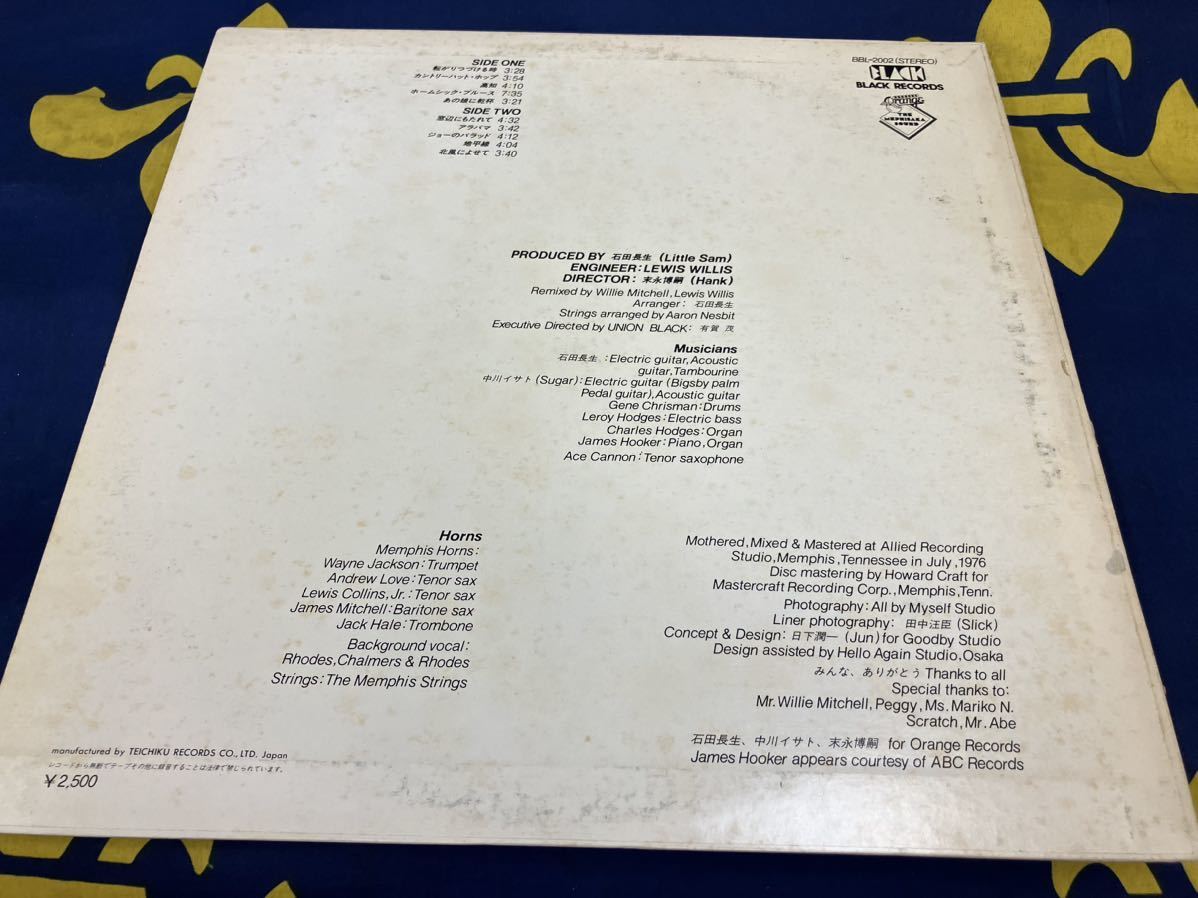 SIDE ONE
転がりつづける時 3:28
カントリーハット・ホップ 3:54
高知 4:10
ホームシック・ブルース 7:35
あの娘に乾杯 3:21
SIDE TWO
窓辺にもたれて 4:32
アラバマ 3:42
ジョーのバラッド 4:12
地平線 4:04
北風によせて 3:40
BBL-2002 (STEREO)
BLACK
BLACK RECORDS
Orange
THE
MEMPHISAKA
SOUND
PRODUCED BY 石田長生 (Little Sam)
ENGINEER:LEWIS WILLIS
DIRECTOR: 末永博嗣 (Hank)
Remixed by Willie Mitchell, Lewis Willis
Arranger: 石田長生
Strings arranged by Aaron Nesbit
Executive Directed by UNION BLACK: 有賀 茂
Musicians
石田長生 :Electric guitar, Acoustic
guitar, Tambourine
中川イサト (Sugar): Electric guitar (Bigsby palm
Pedal guitar), Acoustic guitar
Gene Chrisman: Drums
Leroy Hodges: Electric bass
Charles Hodges: Organ
James Hooker: Piano, Organ
Ace Cannon: Tenor saxophone
Horns
Memphis Horns:
Wayne Jackson: Trumpet
Andrew Love: Tenor sax
Lewis Collins, Jr.: Tenor sax
James Mitchell: Baritone sax
Jack Hale: Trombone
Background vocal:
Rhodes, Chalmers & Rhodes
Strings: The Memphis Strings
Mothered, Mixed & Mastered at Allied Recording
Studio, Memphis, Tennessee in July, 1976
Disc mastering by Howard Craft for
Mastercraft Recording Corp., Memphis, Tenn.
Photography: All by Myself Studio
Liner photography: 田中汪臣 (Slick)
Concept & Design: 日下潤一 (Jun) for Goodby Studio
Design assisted by Hello Again Studio, Osaka
みんな、ありがとう Thanks to all
Special thanks to:
Mr. Willie Mitchell, Peggy, Ms. Mariko N.
Scratch, Mr. Abe
石田長生、中川イサト、末永博嗣 for Orange Records
James Hooker appears courtesy of ABC Records
manufactured by TEICHIKU RECORDS CO., LTD. Japan
レコードから無断でテープその他に録音することは法律で禁じられています。
¥2,500